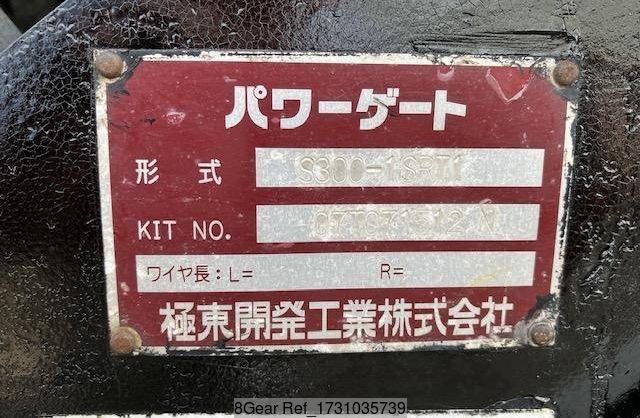 パワーゲート
形 式 S300-1SRT1
KIT NO.
ワイヤ長:L= R=
極東開発工業株式会社
8Gear Ref_1731035739